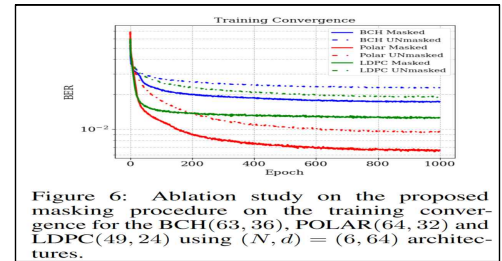 Training Convergence
BCH Masked
BCH UNmasked
Polar Masked
Polar UNmasked
LDPC Masked
LDPC UNmasked
BER
10⁻²
0 200 400 600 800 1000
Epoch
Figure 6: Ablation study on the proposed
masking procedure on the training conver-
gence for the BCH(63, 36), POLAR(64, 32) and
LDPC(49, 24) using (N, d) = (6, 64) architec-
tures.